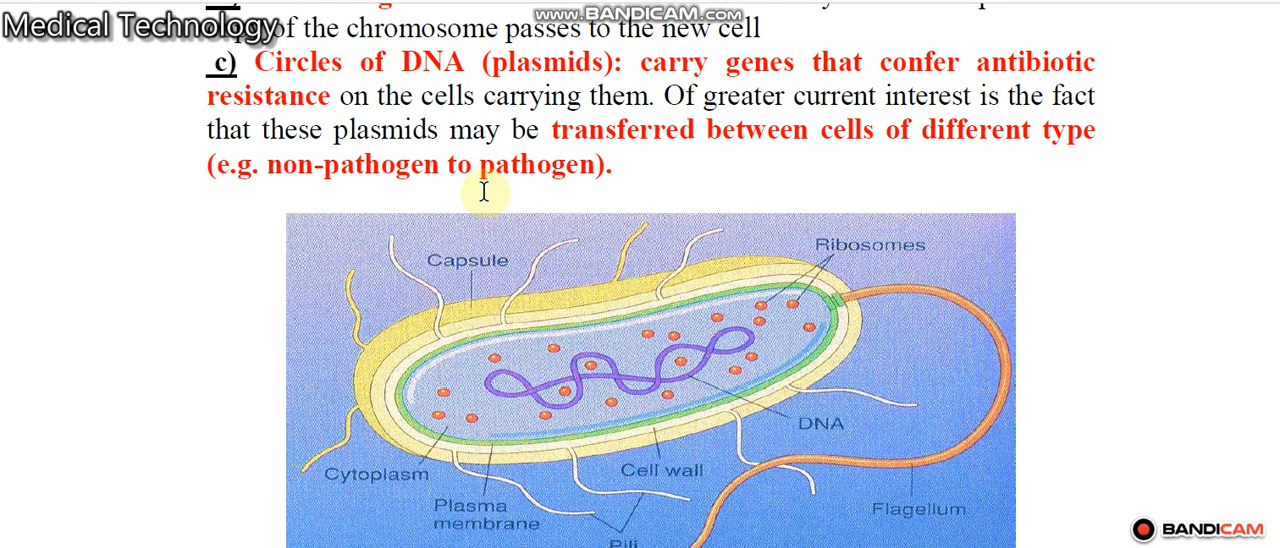 www.BANDICAM.com
Medical Technology
of the chromosome passes to the new cell
c) Circles of DNA (plasmids): carry genes that confer antibiotic
resistance on the cells carrying them. Of greater current interest is the fact
that these plasmids may be transferred between cells of different type
(e.g. non-pathogen to pathogen).
Ribosomes
Capsule
DNA
Cytoplasm
Cell wall
Plasma
membrane
Flagellum
Pili
BANDICAM